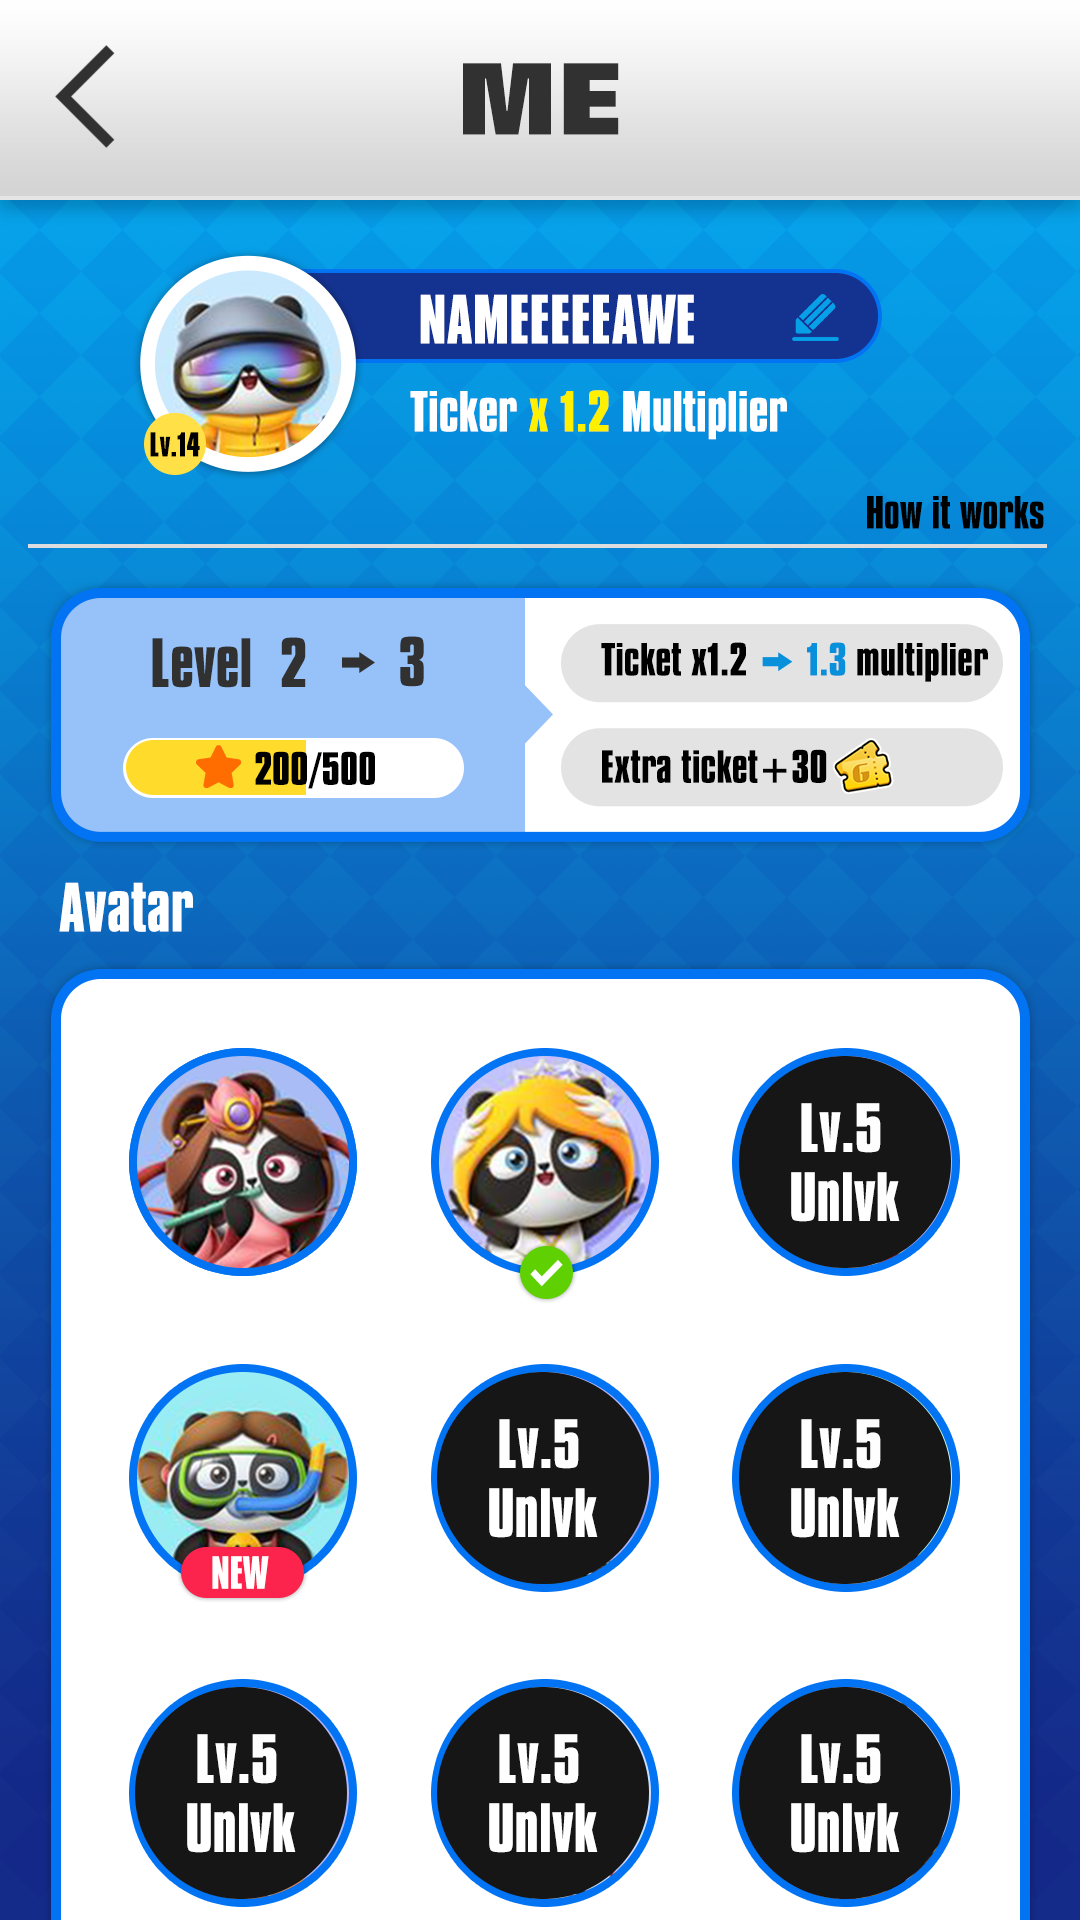 ME
NAMEEEEEAWE
Ticker x 1.2 Multiplier
Lv.14
How it works
Level 2 → 3
Ticket x1.2 → 1.3 multiplier
200/500
Extra ticket+30
G
Avatar
Lv.5
Unlvk
NEW
Lv.5
Unlvk
Lv.5
Unlvk
Lv.5
Unlvk
Lv.5
Unlvk
Lv.5
Unlvk